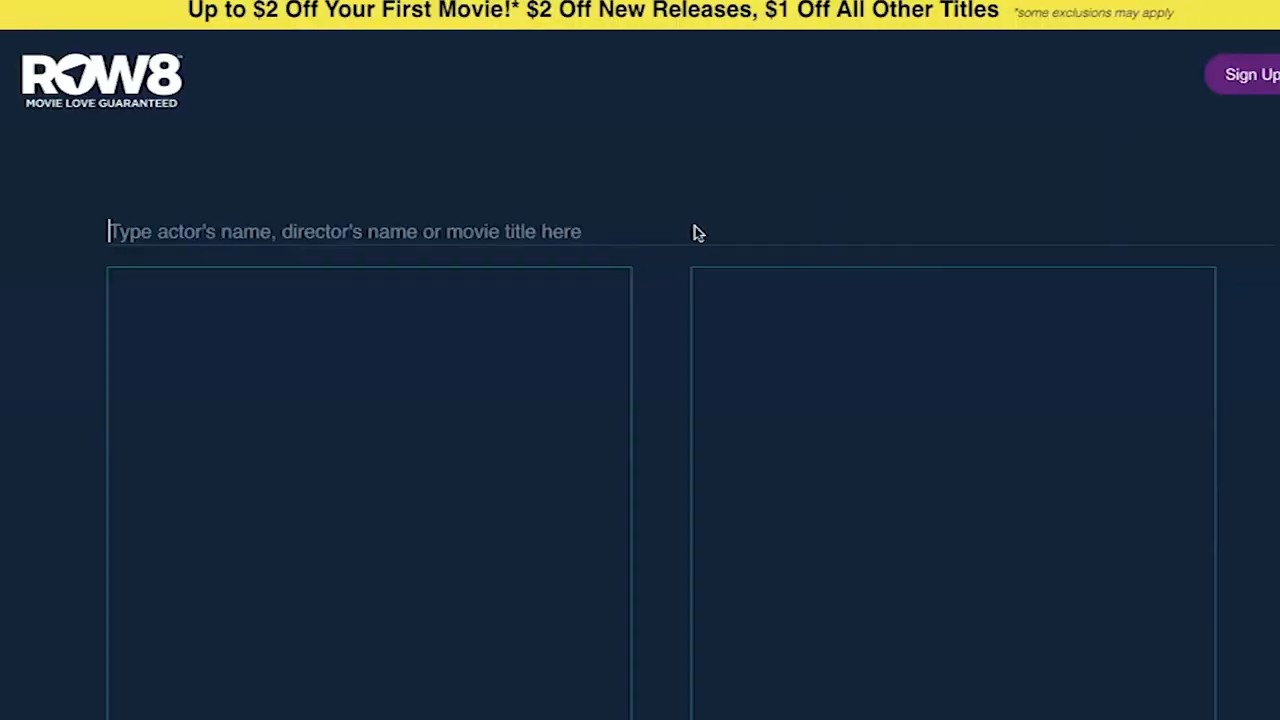 Up to $2 Off Your First Movie!* $2 Off New Releases, $1 Off All Other Titles *some exclusions may apply
ROW8
MOVIE LOVE GUARANTEED
Sign Up
Type actor's name, director's name or movie title here